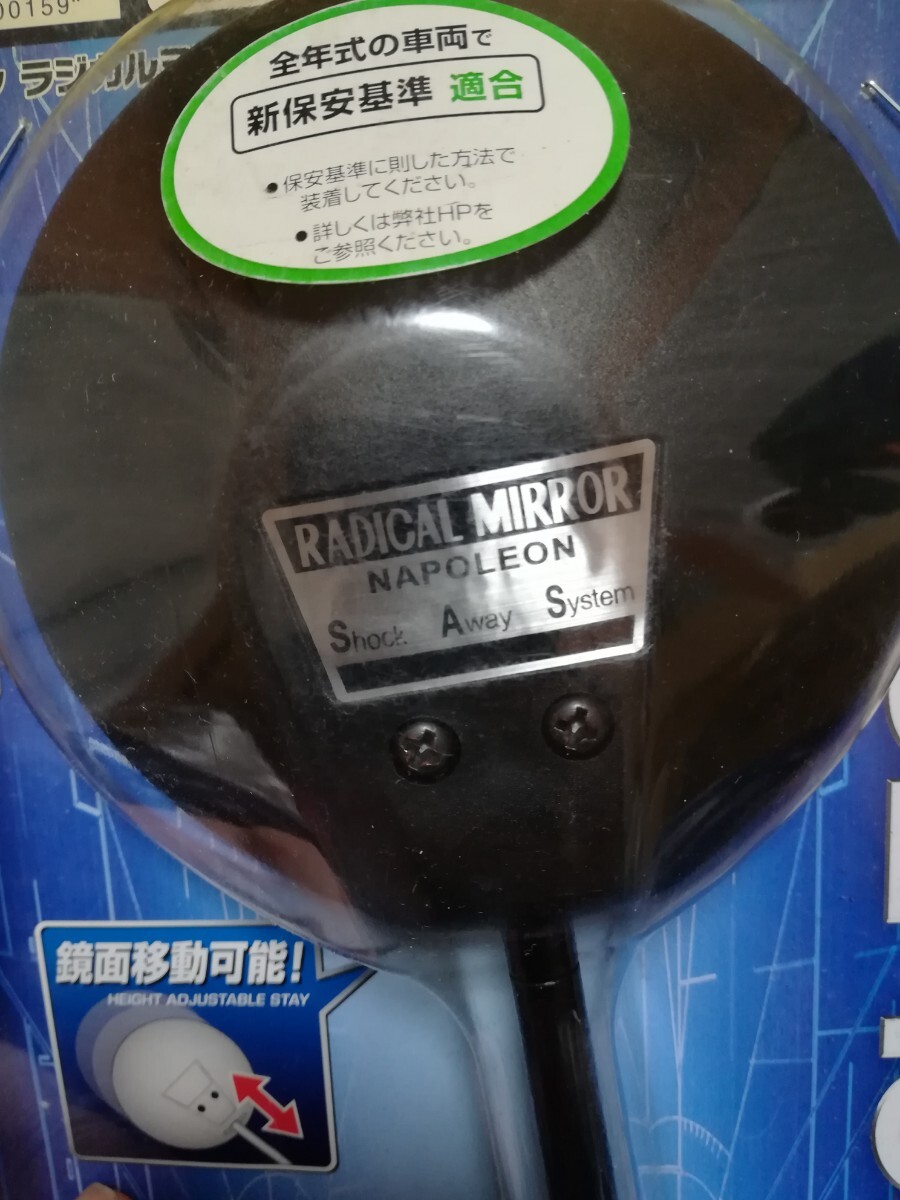 00159"
ラジカルミ
全年式の車両で
新保安基準 適合
●保安基準に則した方法で
装着してください。
●詳しくは弊社HPを
ご参照ください。
RADICAL MIRROR
NAPOLEON
Shock Away System
鏡面移動可能!
HEIGHT ADJUSTABLE STAY